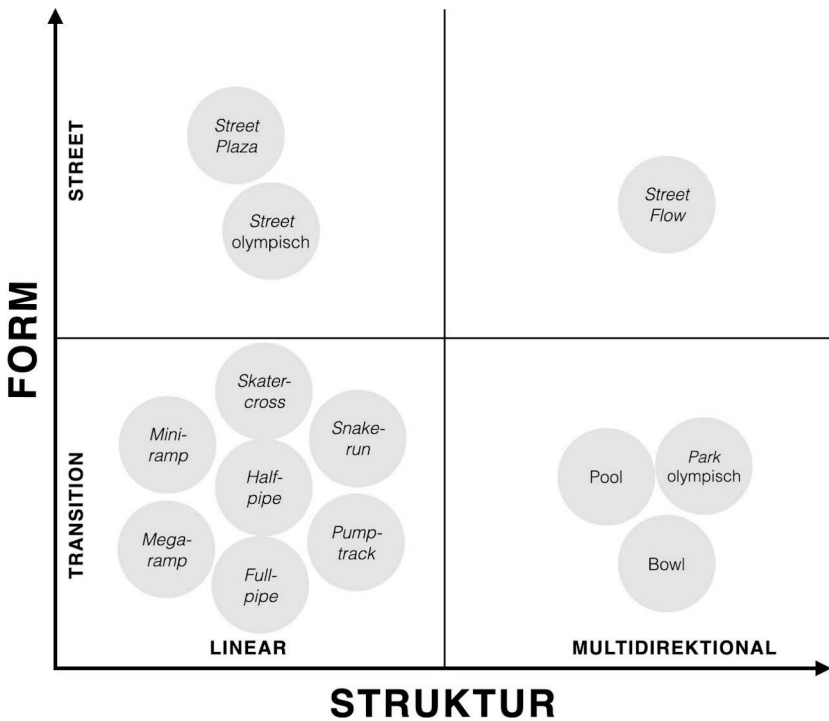 FORM
STREET
TRANSITION
Street
Plaza
Street
olympisch
Street
Flow
Skater-
cross
Mini-
ramp
Snake-
run
Half-
pipe
Mega-
ramp
Pump-
track
Full-
pipe
Pool
Park
olympisch
Bowl
LINEAR
MULTIDIREKTIONAL
STRUKTUR